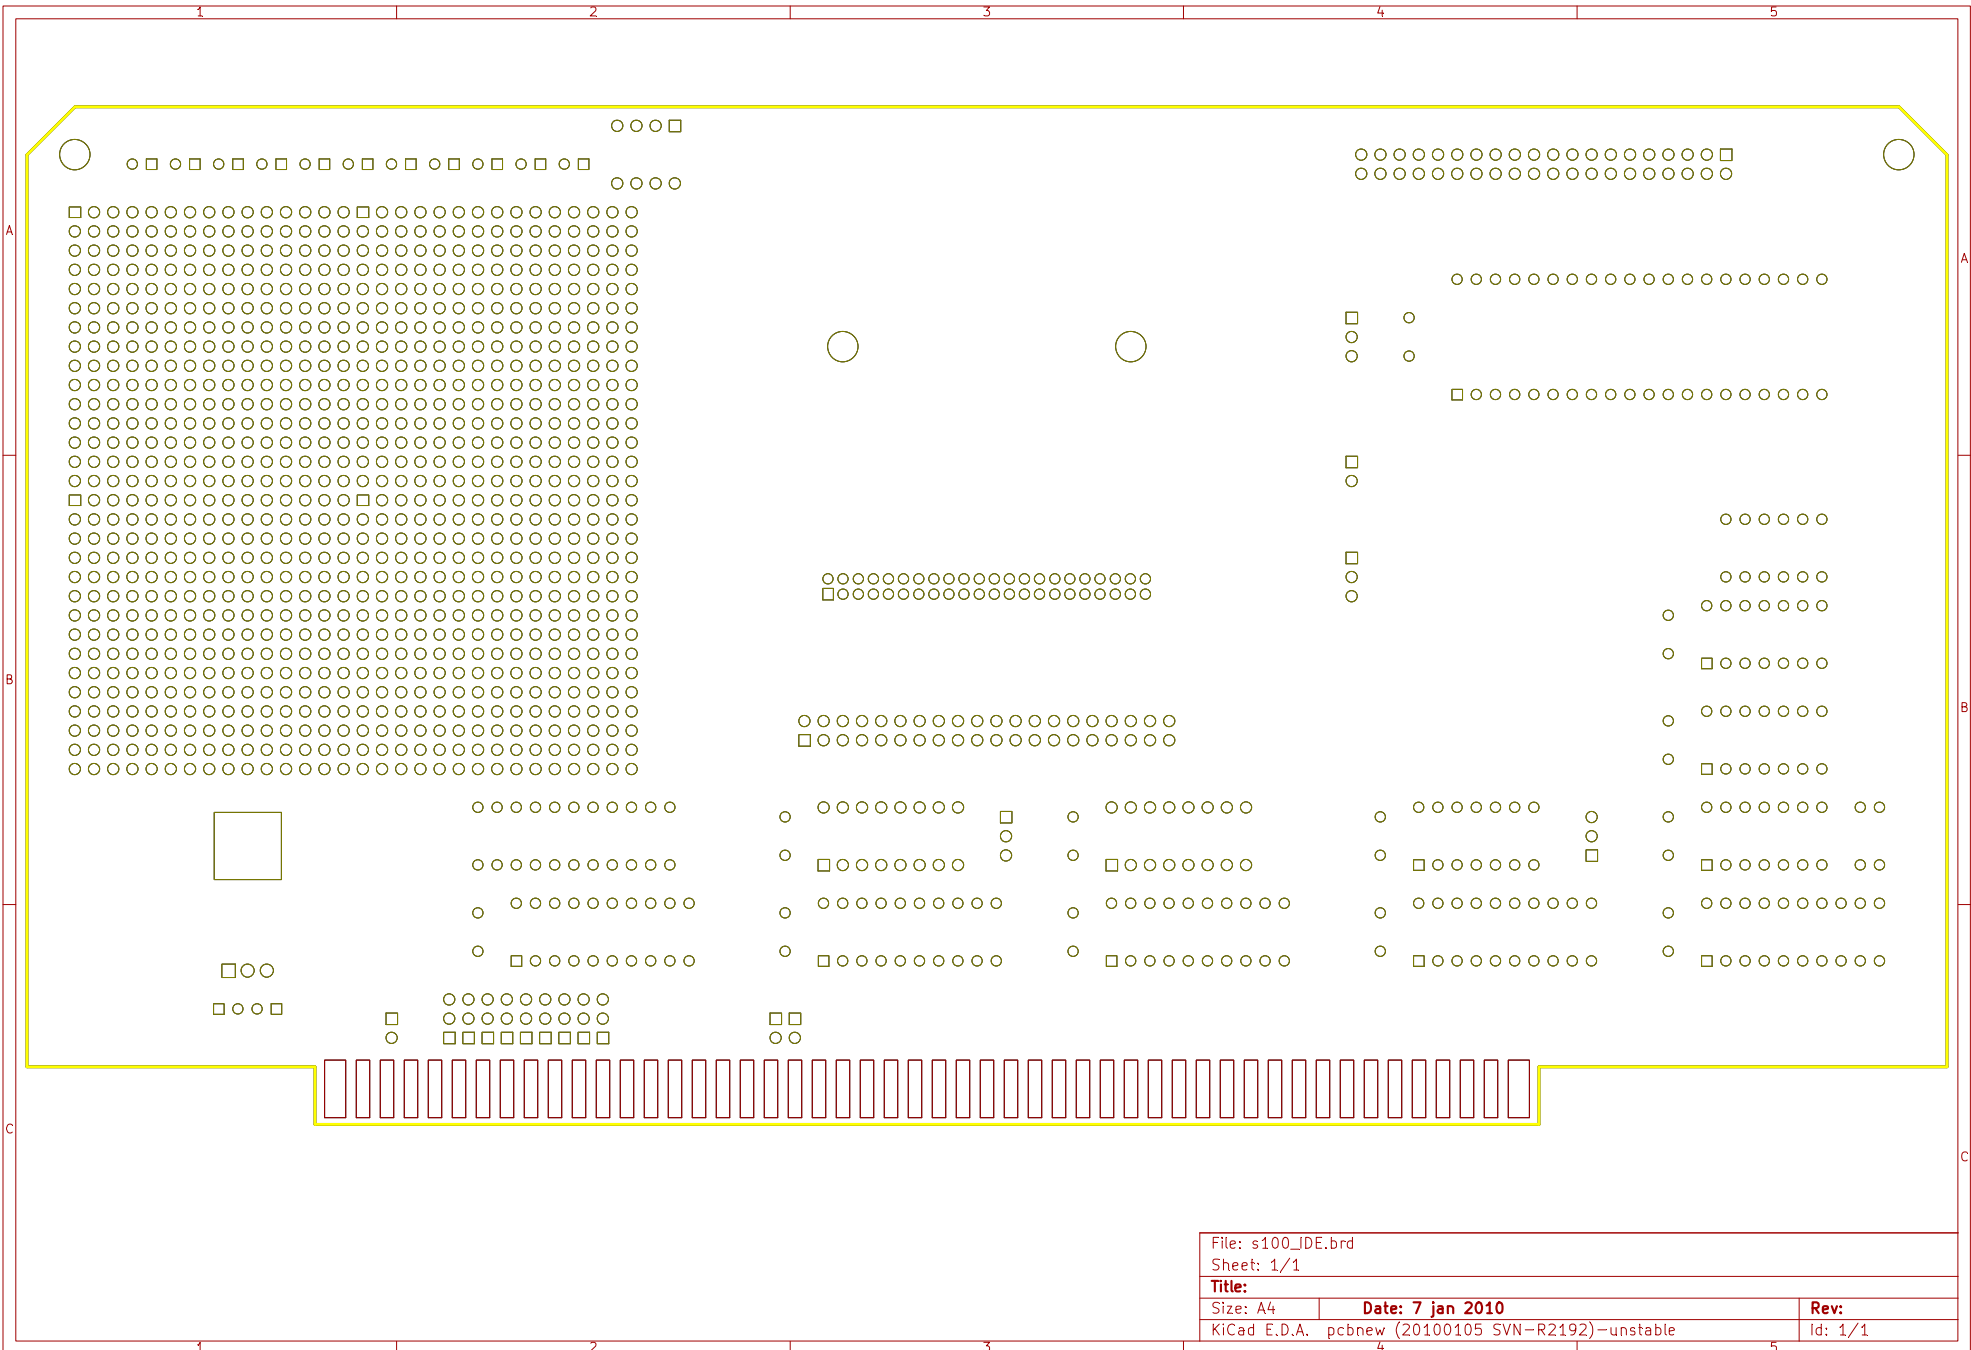 1 2 3 4 5
A A
B B
C C
File: s100_IDE.brd
Sheet: 1/1
Title:
Size: A4 Date: 7 jan 2010 Rev:
KiCad E.D.A. pcbnew (20100105 SVN-R2192)-unstable Id: 1/1
1 2 3 4 5